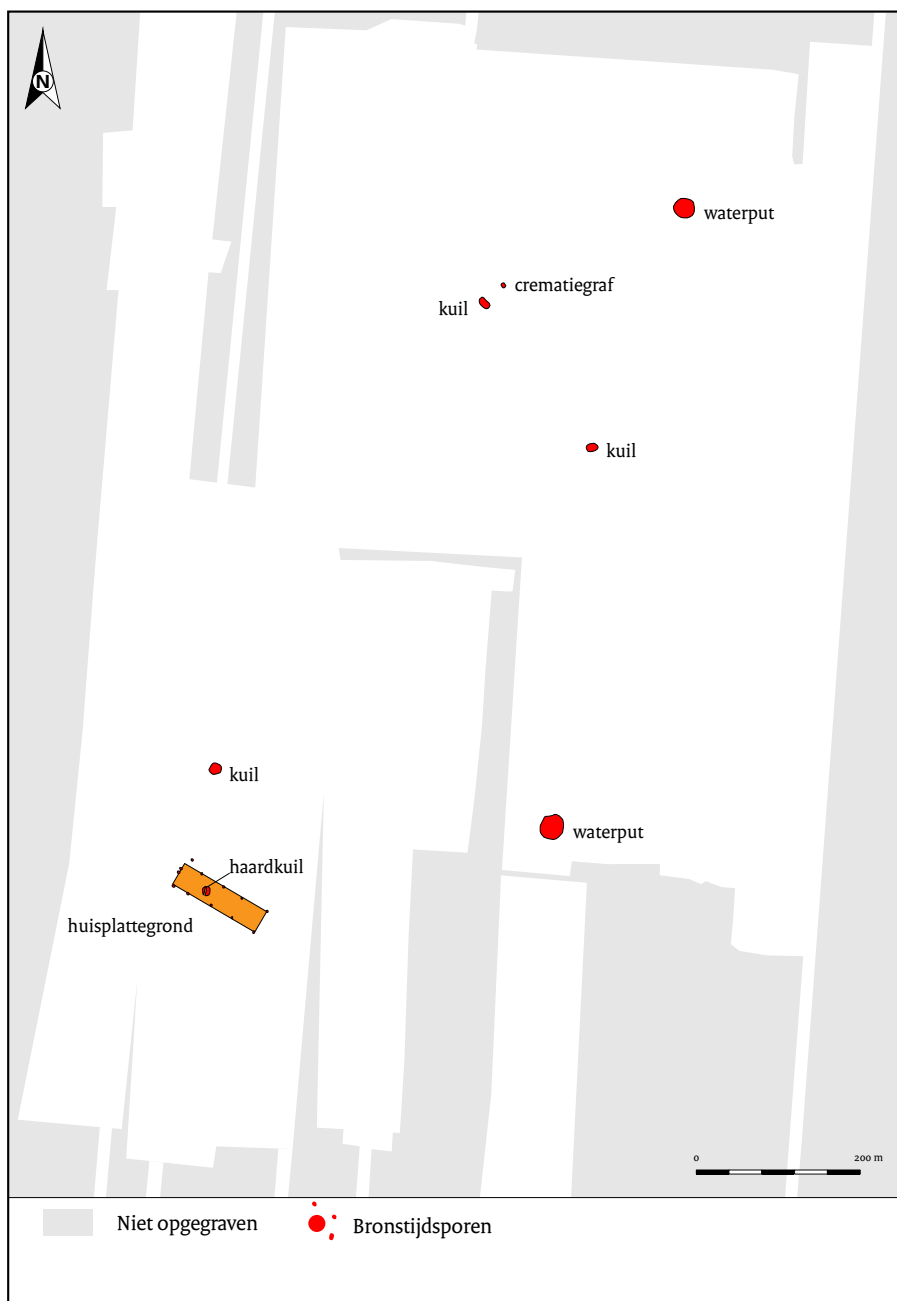 N
waterput
crematiegraf
kuil
kuil
kuil
waterput
haardkuil
huisplattegrond
0 200 m
Niet opgegraven
Bronstijdsporen